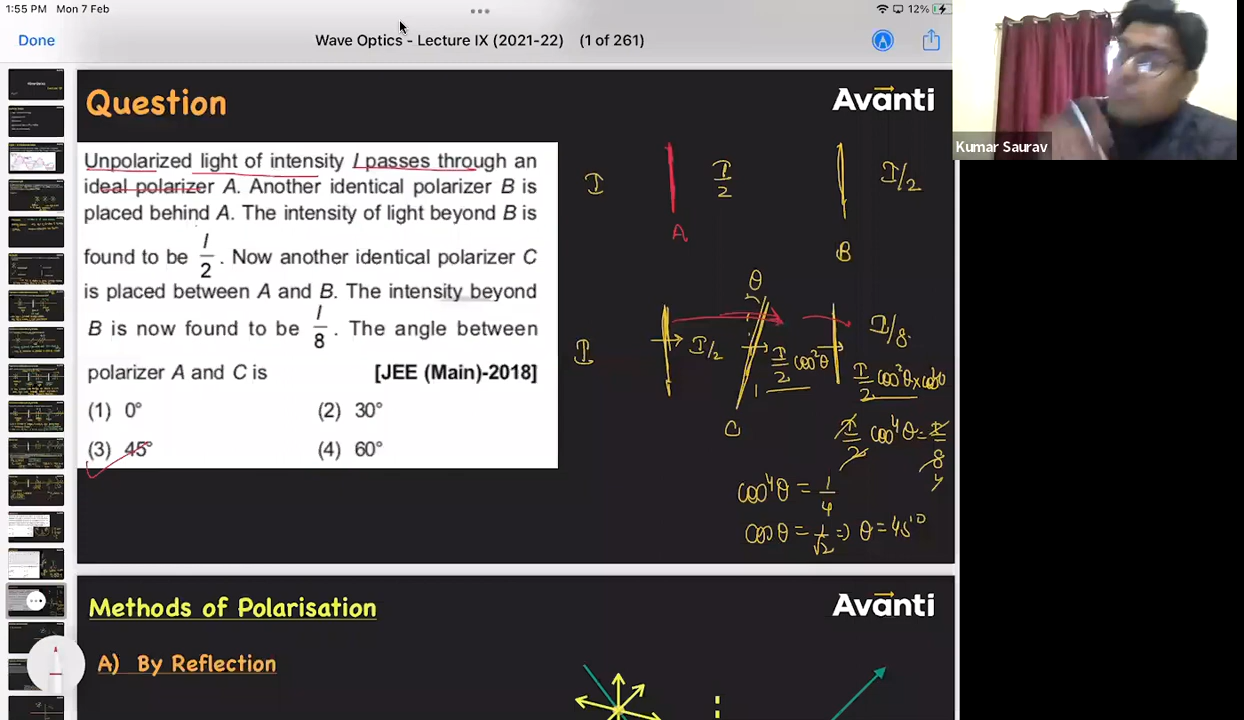 1:55 PM Mon 7 Feb
12%
Done
Wave Optics - Lecture IX (2021-22) (1 of 261)
Question
Avanti
Kumar Saurav
Unpolarized light of intensity I passes through an
ideal polarizer A. Another identical polarizer B is
placed behind A. The intensity of light beyond B is
found to be I/2. Now another identical polarizer C
is placed between A and B. The intensity beyond
B is now found to be I/8. The angle between
polarizer A and C is [JEE (Main)-2018]
(1) 0° (2) 30°
(3) 45° (4) 60°
I I/2 I/2
A
B
θ
I I/2 I/2 cos²θ I/8
C
I/2 cos²θ × cos²θ
I/2 cos⁴θ = I/8
4
cos⁴θ = 1/4
cosθ = 1/√2 ⇒ θ = 45°
Methods of Polarisation
Avanti
A) By Reflection